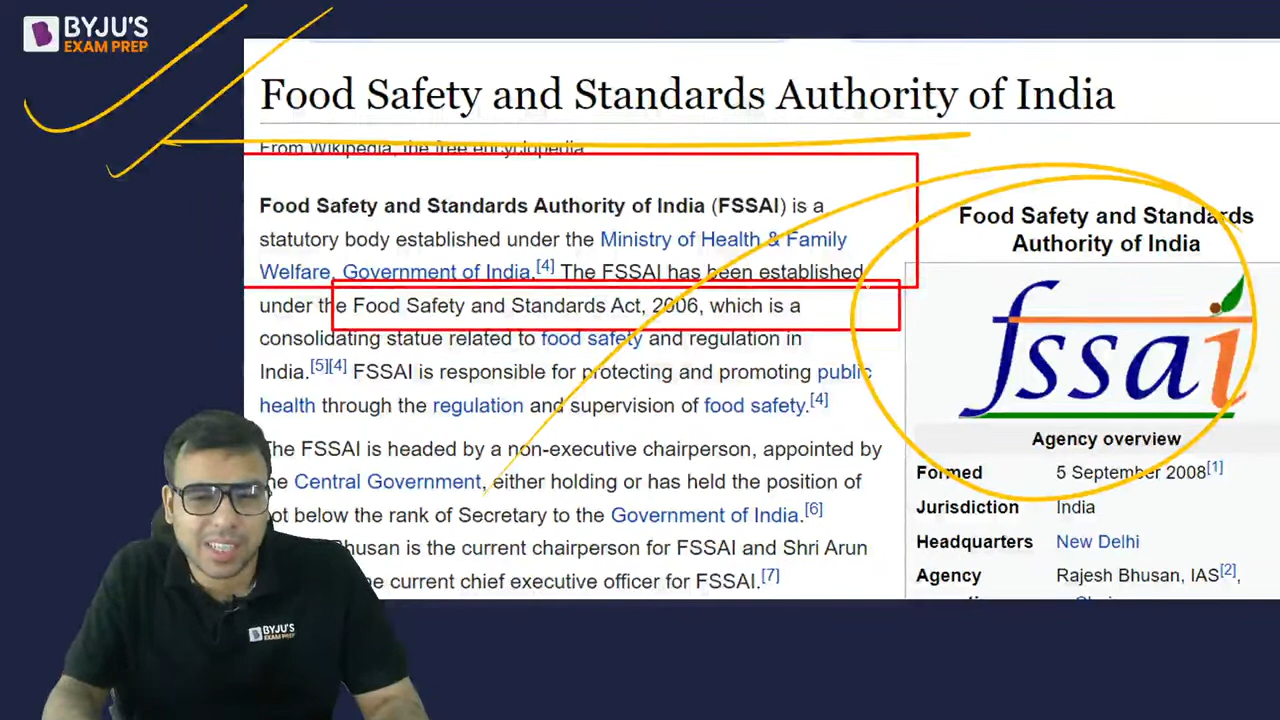 BYJU'S
EXAM PREP
Food Safety and Standards Authority of India
From Wikipedia, the free encyclopedia
Food Safety and Standards Authority of India (FSSAI) is a
statutory body established under the Ministry of Health & Family
Welfare, Government of India.[4] The FSSAI has been established
under the Food Safety and Standards Act, 2006, which is a
consolidating statue related to food safety and regulation in
India.[5][4] FSSAI is responsible for protecting and promoting public
health through the regulation and supervision of food safety.[4]
The FSSAI is headed by a non-executive chairperson, appointed by
Central Government, either holding or has held the position of
not below the rank of Secretary to the Government of India.[6]
Bhusan is the current chairperson for FSSAI and Shri Arun
current chief executive officer for FSSAI.[7]
Food Safety and Standards
Authority of India
fssai
Agency overview
Formed 5 September 2008[1]
Jurisdiction India
Headquarters New Delhi
Agency Rajesh Bhusan, IAS[2],
BYJU'S
EXAM PREP